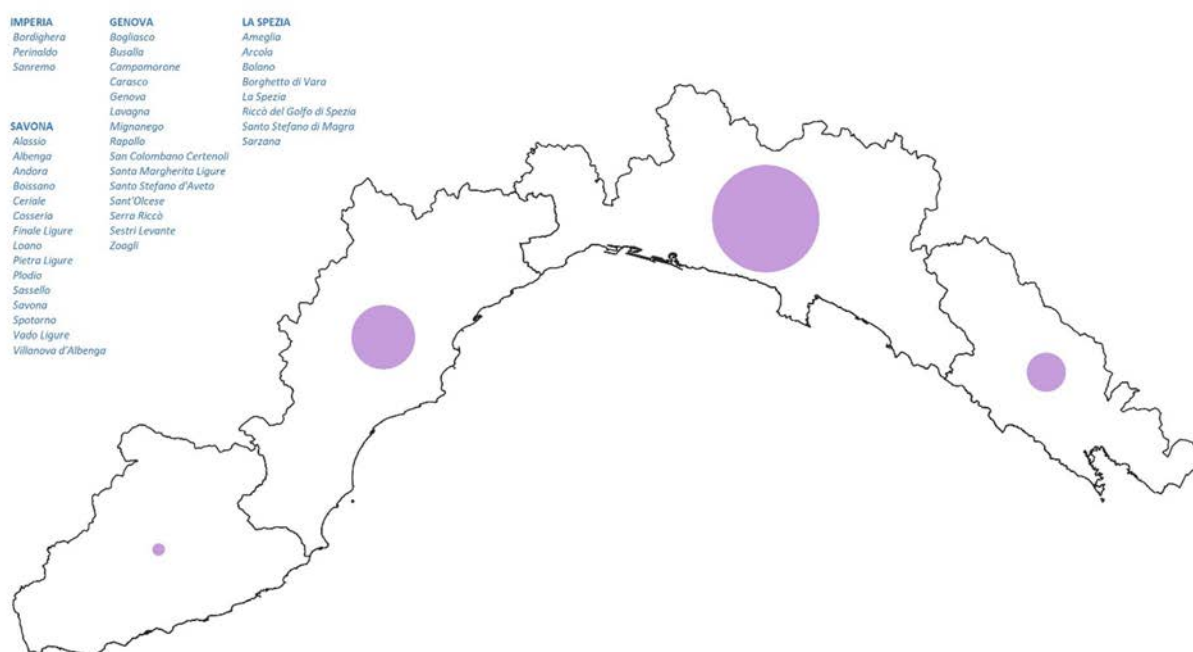 IMPERIA
Bordighera
Perinaldo
Sanremo
SAVONA
Alassio
Albenga
Andora
Boissano
Ceriale
Cosseria
Finale Ligure
Loano
Pietra Ligure
Plodio
Sassello
Savona
Spotorno
Vado Ligure
Villanova d'Albenga
GENOVA
Bogliasco
Busalla
Campomorone
Carasco
Genova
Lavagna
Mignanego
Rapallo
San Colombano Certenoli
Santa Margherita Ligure
Santo Stefano d'Aveto
Sant'Olcese
Serra Riccò
Sestri Levante
Zoagli
LA SPEZIA
Ameglia
Arcola
Bolano
Borghetto di Vara
La Spezia
Riccò del Golfo di Spezia
Santo Stefano di Magra
Sarzana